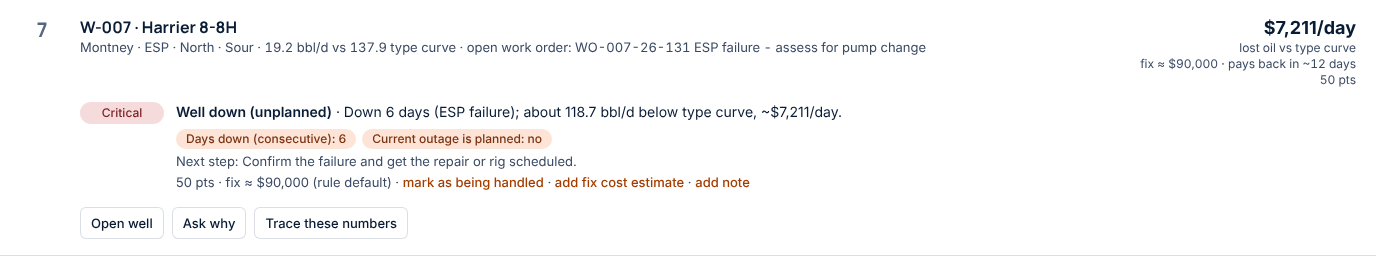 7
W-007 · Harrier 8-8H
$7,211/day
Montney · ESP · North · Sour · 19.2 bbl/d vs 137.9 type curve · open work order: WO-007-26-131 ESP failure - assess for pump change
lost oil vs type curve
fix ≈ $90,000 · pays back in ~12 days
50 pts
Critical
Well down (unplanned) · Down 6 days (ESP failure); about 118.7 bbl/d below type curve, ~$7,211/day.
Days down (consecutive): 6
Current outage is planned: no
Next step: Confirm the failure and get the repair or rig scheduled.
50 pts · fix ≈ $90,000 (rule default) · mark as being handled · add fix cost estimate · add note
Open well
Ask why
Trace these numbers